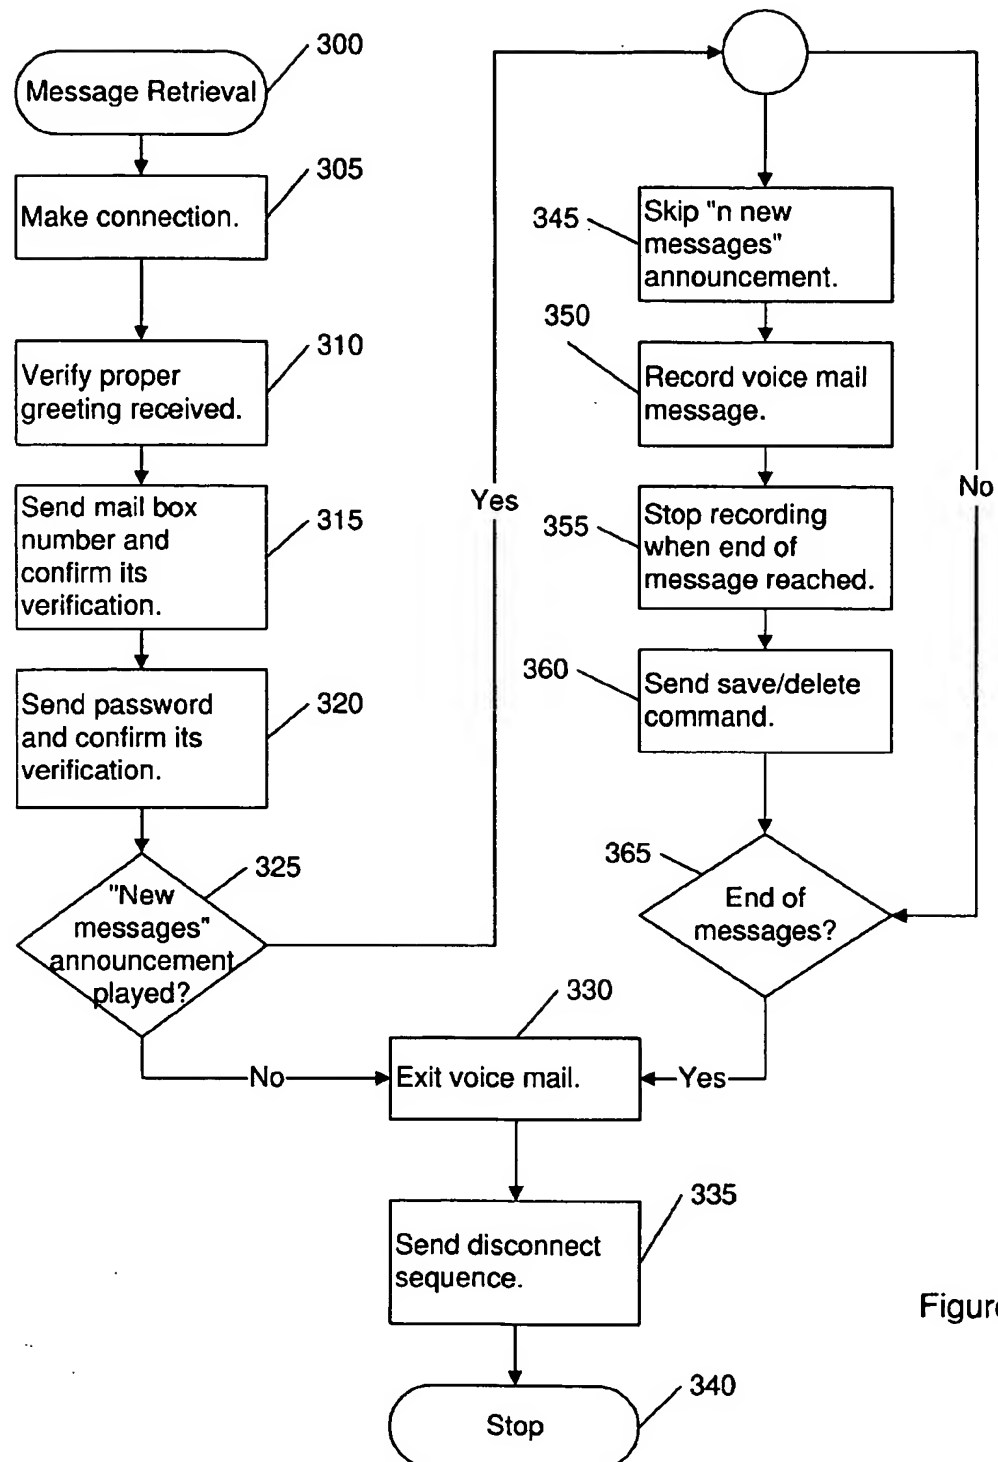 300
Message Retrieval
305
Make connection.
310
Verify proper
greeting received.
315
Send mail box
number and
confirm its
verification.
320
Send password
and confirm its
verification.
325
"New
messages"
announcement
played?
Yes
No
345
Skip "n new
messages"
announcement.
350
Record voice mail
message.
355
Stop recording
when end of
message reached.
360
Send save/delete
command.
365
End of
messages?
No
Yes
330
Exit voice mail.
335
Send disconnect
sequence.
340
Stop
Figure